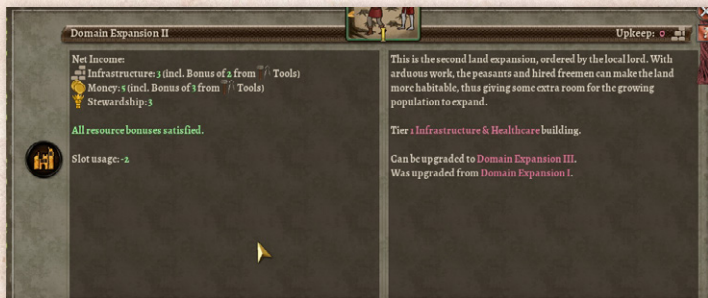 Domain Expansion II
Upkeep: 0
Net Income:
Infrastructure: 3 (incl. Bonus of 2 from Tools)
Money: 5 (incl. Bonus of 3 from Tools)
Stewardship: 3
All resource bonuses satisfied.
Slot usage: -2
This is the second land expansion, ordered by the local lord. With
arduous work, the peasants and hired freemen can make the land
more habitable, thus giving some extra room for the growing
population to expand.
Tier 1 Infrastructure & Healthcare building.
Can be upgraded to Domain Expansion III.
Was upgraded from Domain Expansion I.